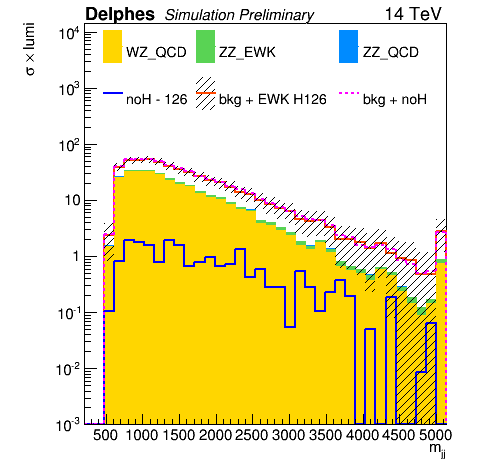 Delphes Simulation Preliminary 14 TeV
σ × lumi
WZ_QCD ZZ_EWK ZZ_QCD
noH - 126 bkg + EWK H126 bkg + noH
10⁴
10³
10²
10
1
10⁻¹
10⁻²
10⁻³
500 1000 1500 2000 2500 3000 3500 4000 4500 5000
m_jj